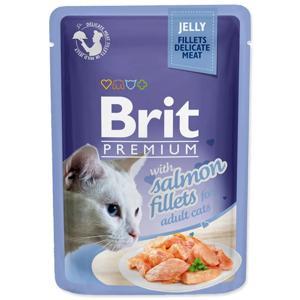 JELLY
FILLETS
DELICATE
MEAT
Brit
PREMIUM
with
salmon
fillets for
adult cats